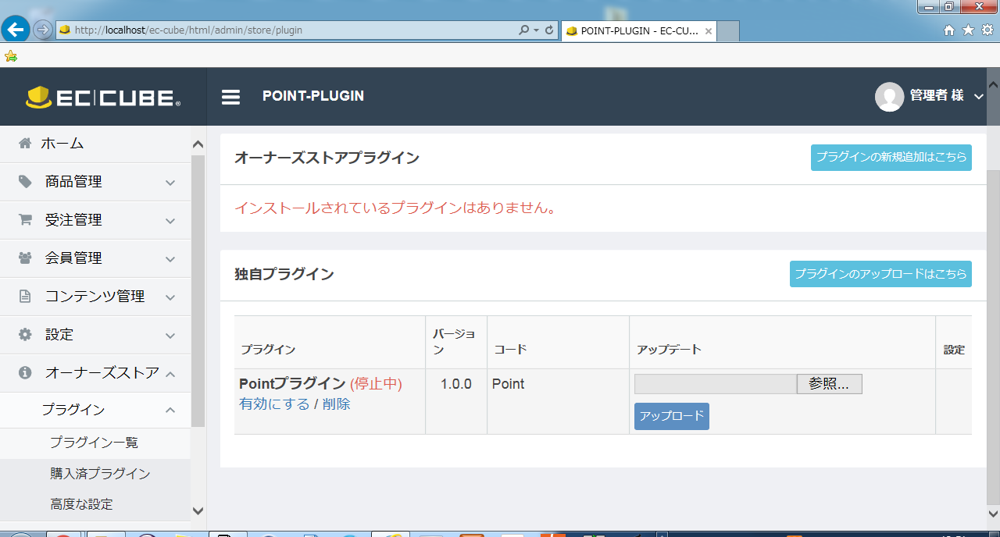 http://localhost/ec-cube/html/admin/store/plugin
POINT-PLUGIN - EC-CU...
EC CUBE®
POINT-PLUGIN
管理者 様
ホーム
商品管理
受注管理
会員管理
コンテンツ管理
設定
オーナーズストア
プラグイン
プラグイン一覧
購入済プラグイン
高度な設定
オーナーズストアプラグイン
プラグインの新規追加はこちら
インストールされているプラグインはありません。
独自プラグイン
プラグインのアップロードはこちら
プラグイン
バージョ
ン
コード
アップデート
設定
Pointプラグイン (停止中)
有効にする / 削除
1.0.0
Point
参照...
アップロード